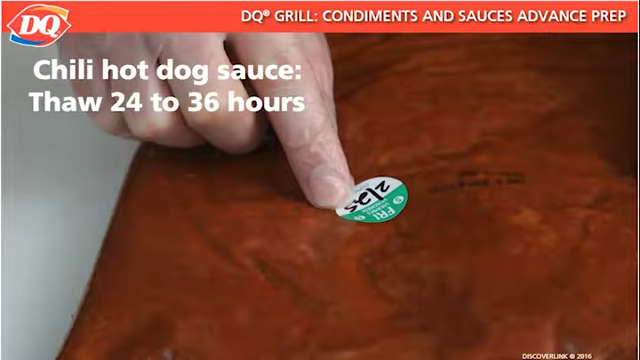 DQ
DQ® GRILL: CONDIMENTS AND SAUCES ADVANCE PREP
Chili hot dog sauce:
Thaw 24 to 36 hours
2/25
FRI
DISCOVERLINK © 2016